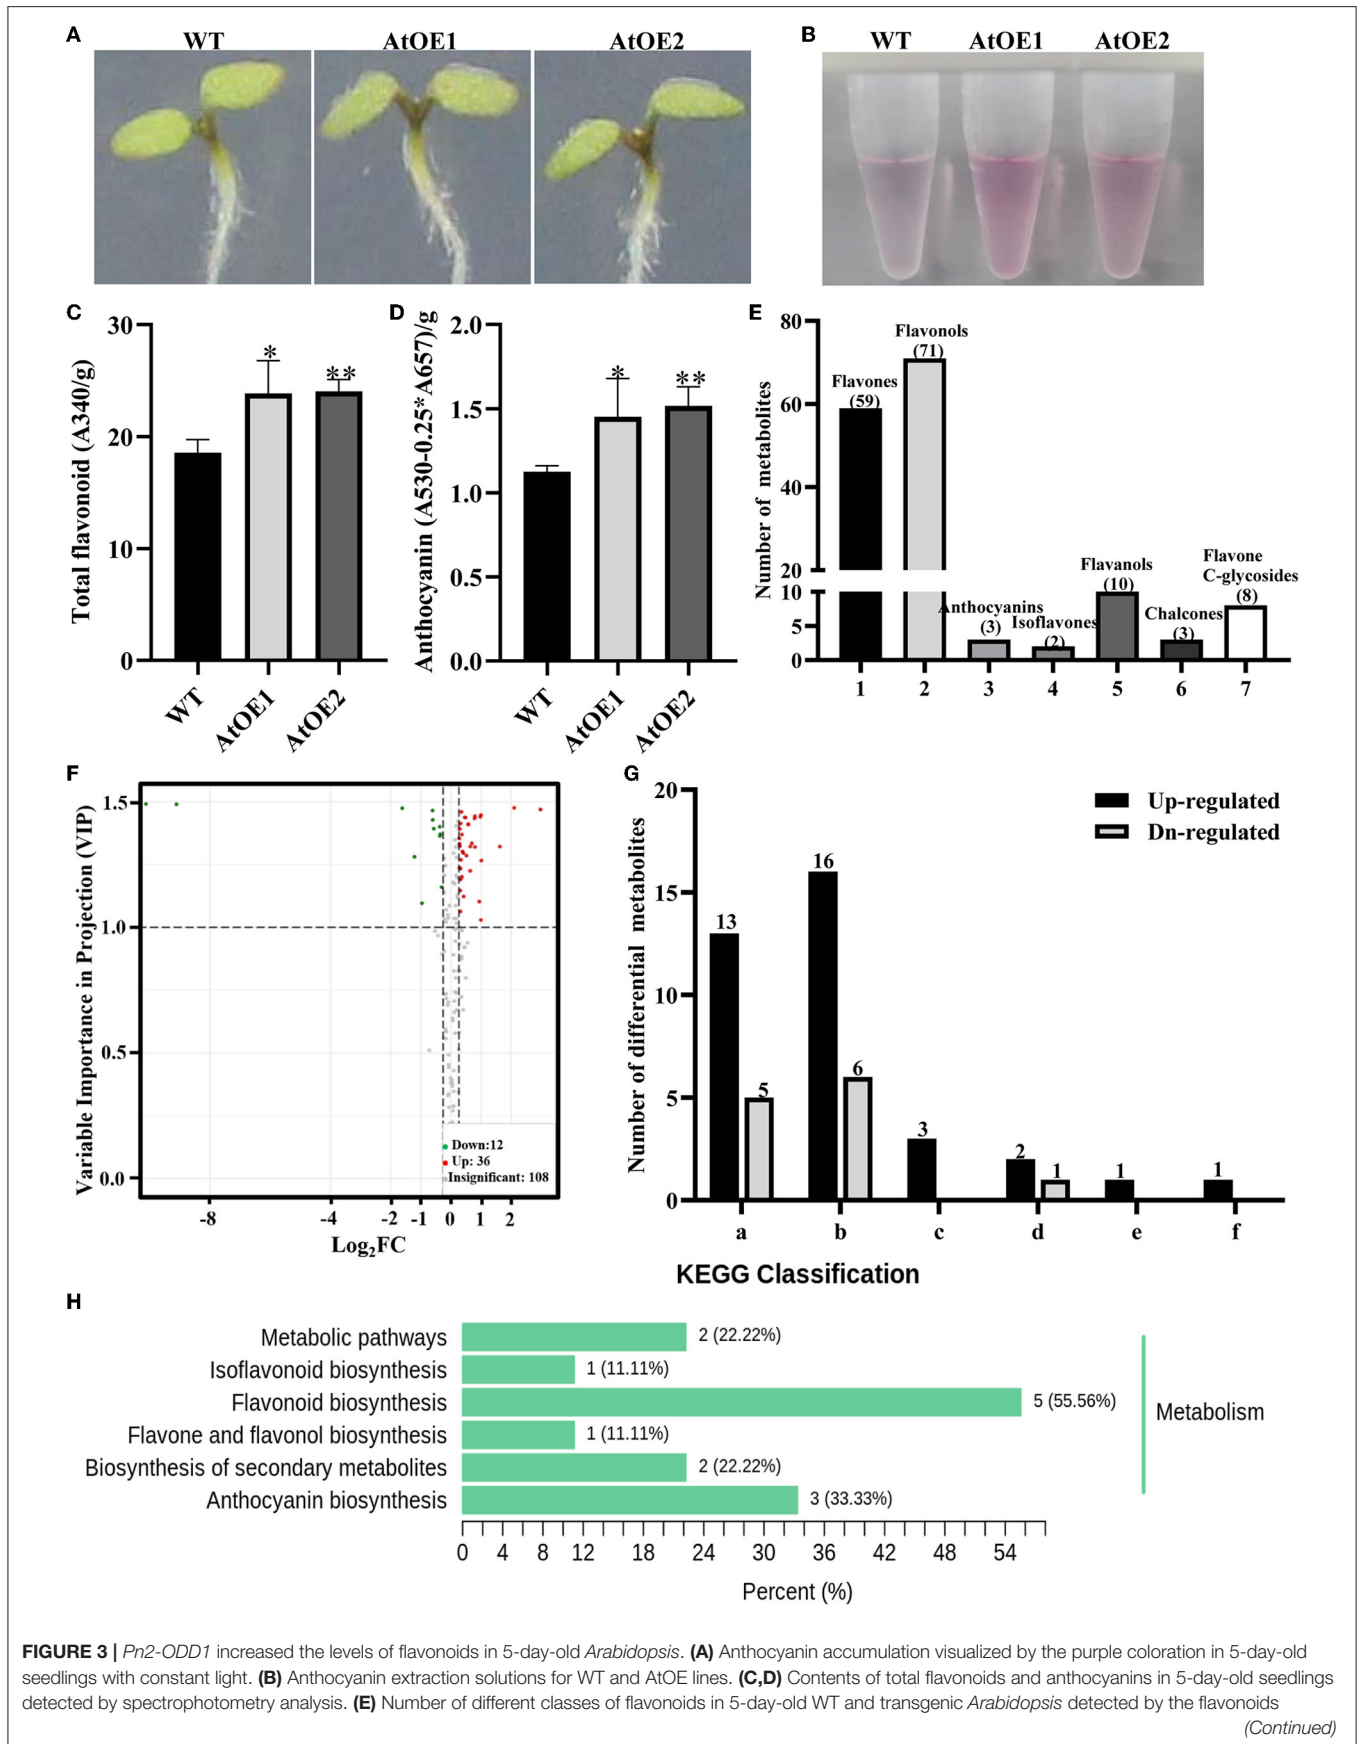 A
WT
AtOE1
AtOE2
B
WT
AtOE1
AtOE2
C
Total flavonoid (A340/g)
30
20
10
0
*
**
WT
AtOE1
AtOE2
D
Anthocyanin (A530-0.25*A657)/g
2.0
1.5
1.0
0.5
0.0
*
**
WT
AtOE1
AtOE2
E
Number of metabolites
80
60
40
20
10
5
0
Flavones
(59)
Flavonols
(71)
Anthocyanins
(3)
Isoflavones
(2)
Flavanols
(10)
Chalcones
(3)
Flavone
C-glycosides
(8)
1 2 3 4 5 6 7
F
Variable Importance in Projection (VIP)
1.5
1.0
0.5
0.0
Down:12
Up: 36
Insignificant: 108
-8 -4 -2 -1 0 1 2
Log2FC
G
Number of differential metabolites
20
15
10
5
0
Up-regulated
Dn-regulated
13
5
16
6
3
2
1
1
1
a b c d e f
KEGG Classification
H
Metabolic pathways 2 (22.22%)
Isoflavonoid biosynthesis 1 (11.11%)
Flavonoid biosynthesis 5 (55.56%)
Flavone and flavonol biosynthesis 1 (11.11%)
Biosynthesis of secondary metabolites 2 (22.22%)
Anthocyanin biosynthesis 3 (33.33%)
Metabolism
0 4 8 12 18 24 30 36 42 48 54
Percent (%)
FIGURE 3 | Pn2-ODD1 increased the levels of flavonoids in 5-day-old Arabidopsis. (A) Anthocyanin accumulation visualized by the purple coloration in 5-day-old
seedlings with constant light. (B) Anthocyanin extraction solutions for WT and AtOE lines. (C,D) Contents of total flavonoids and anthocyanins in 5-day-old seedlings
detected by spectrophotometry analysis. (E) Number of different classes of flavonoids in 5-day-old WT and transgenic Arabidopsis detected by the flavonoids
(Continued)